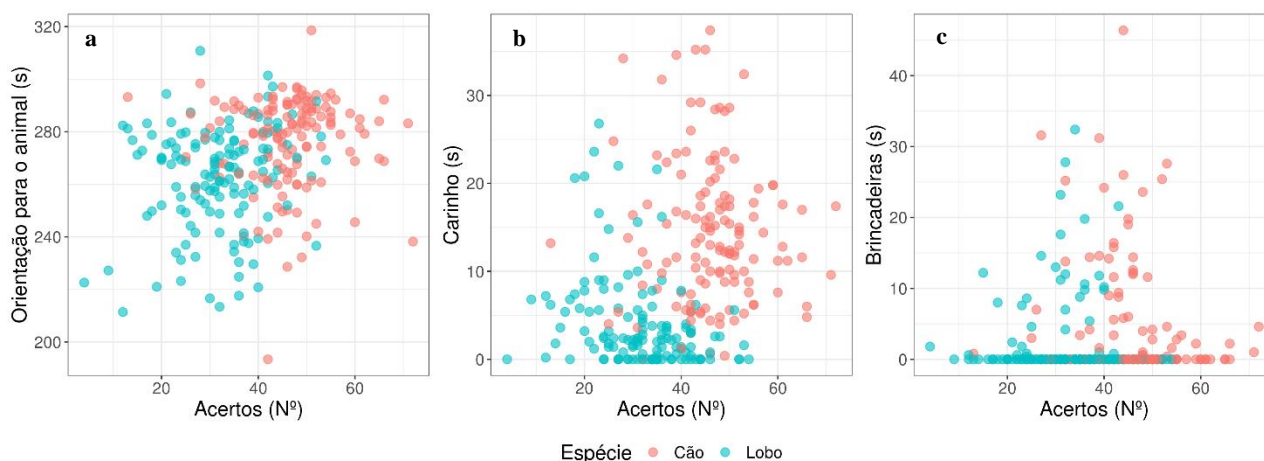 a
b
c
320
280
240
200
Orientação para o animal (s)
20
40
60
Acertos (Nº)
30
20
10
0
Carinho (s)
20
40
60
Acertos (Nº)
40
30
20
10
0
Brincadeiras (s)
20
40
60
Acertos (Nº)
Espécie Cão Lobo